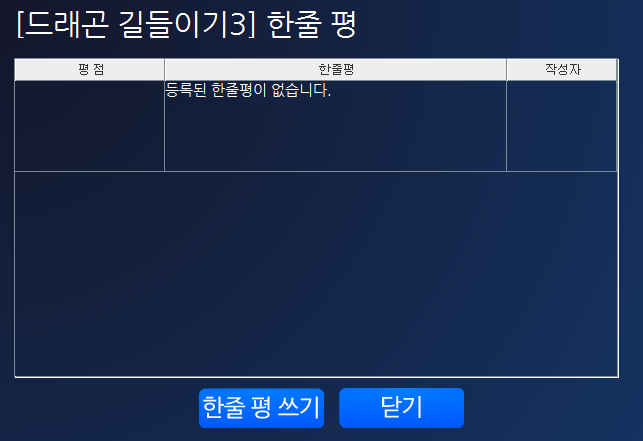 [드래곤 길들이기3] 한줄 평
평 점 한줄평 작성자
등록된 한줄평이 없습니다.
한줄 평 쓰기 닫기